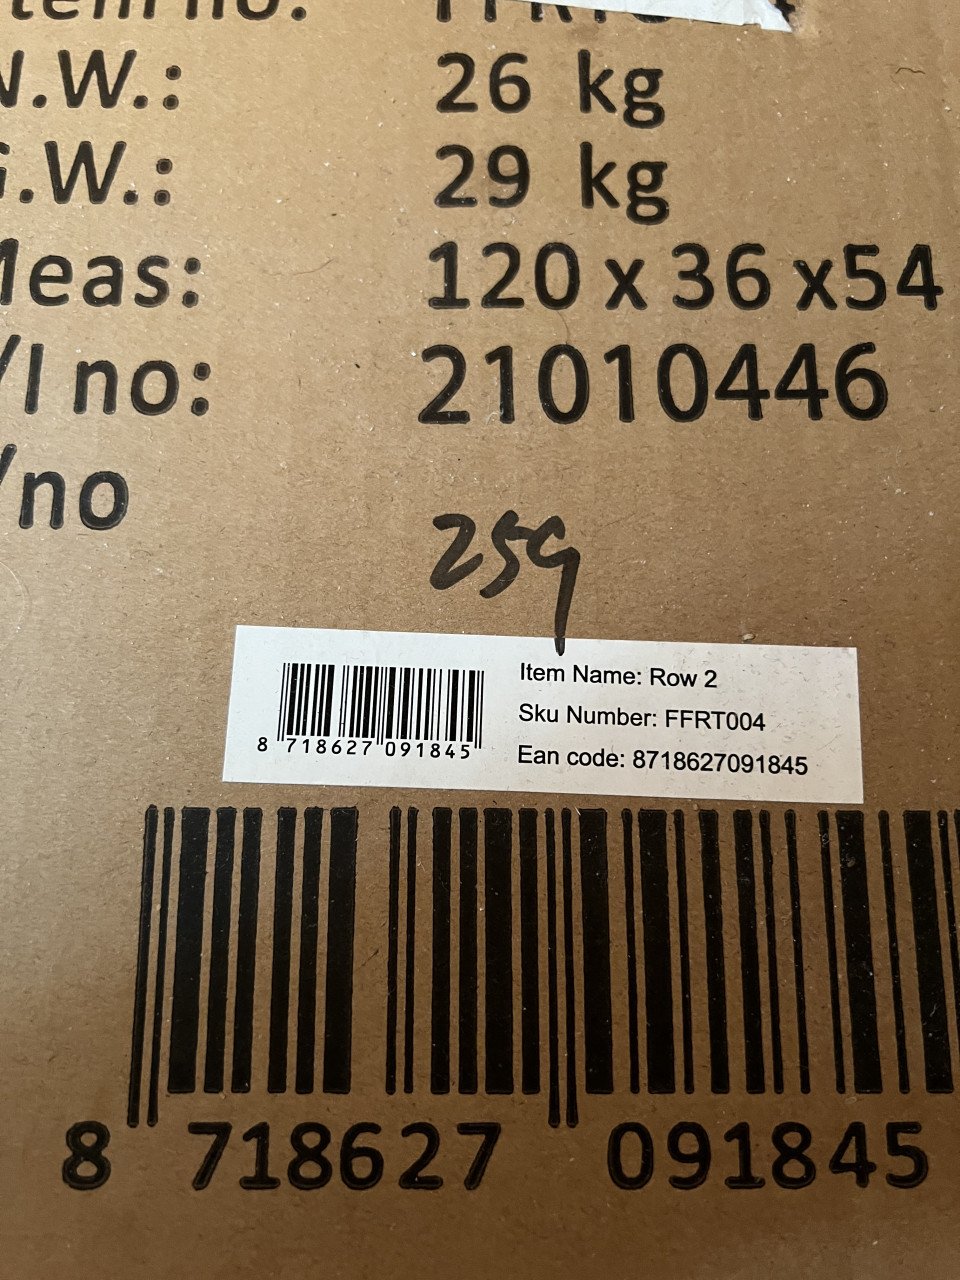 N.W.: 26 kg
G.W.: 29 kg
Meas: 120 x 36 x54
/I no: 21010446
/no
259
Item Name: Row 2
Sku Number: FFRT004
Ean code: 8718627091845
8 718627 091845
8 718627 091845